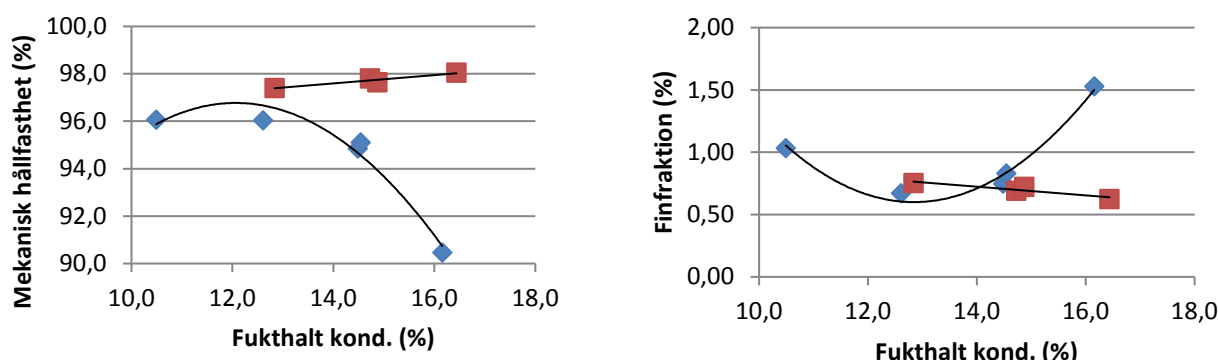 Mekanisk hållfasthet (%)
100,0
98,0
96,0
94,0
92,0
90,0
10,0 12,0 14,0 16,0 18,0
Fukthalt kond. (%)
Finfraktion (%)
2,00
1,50
1,00
0,50
0,00
10,0 12,0 14,0 16,0 18,0
Fukthalt kond. (%)